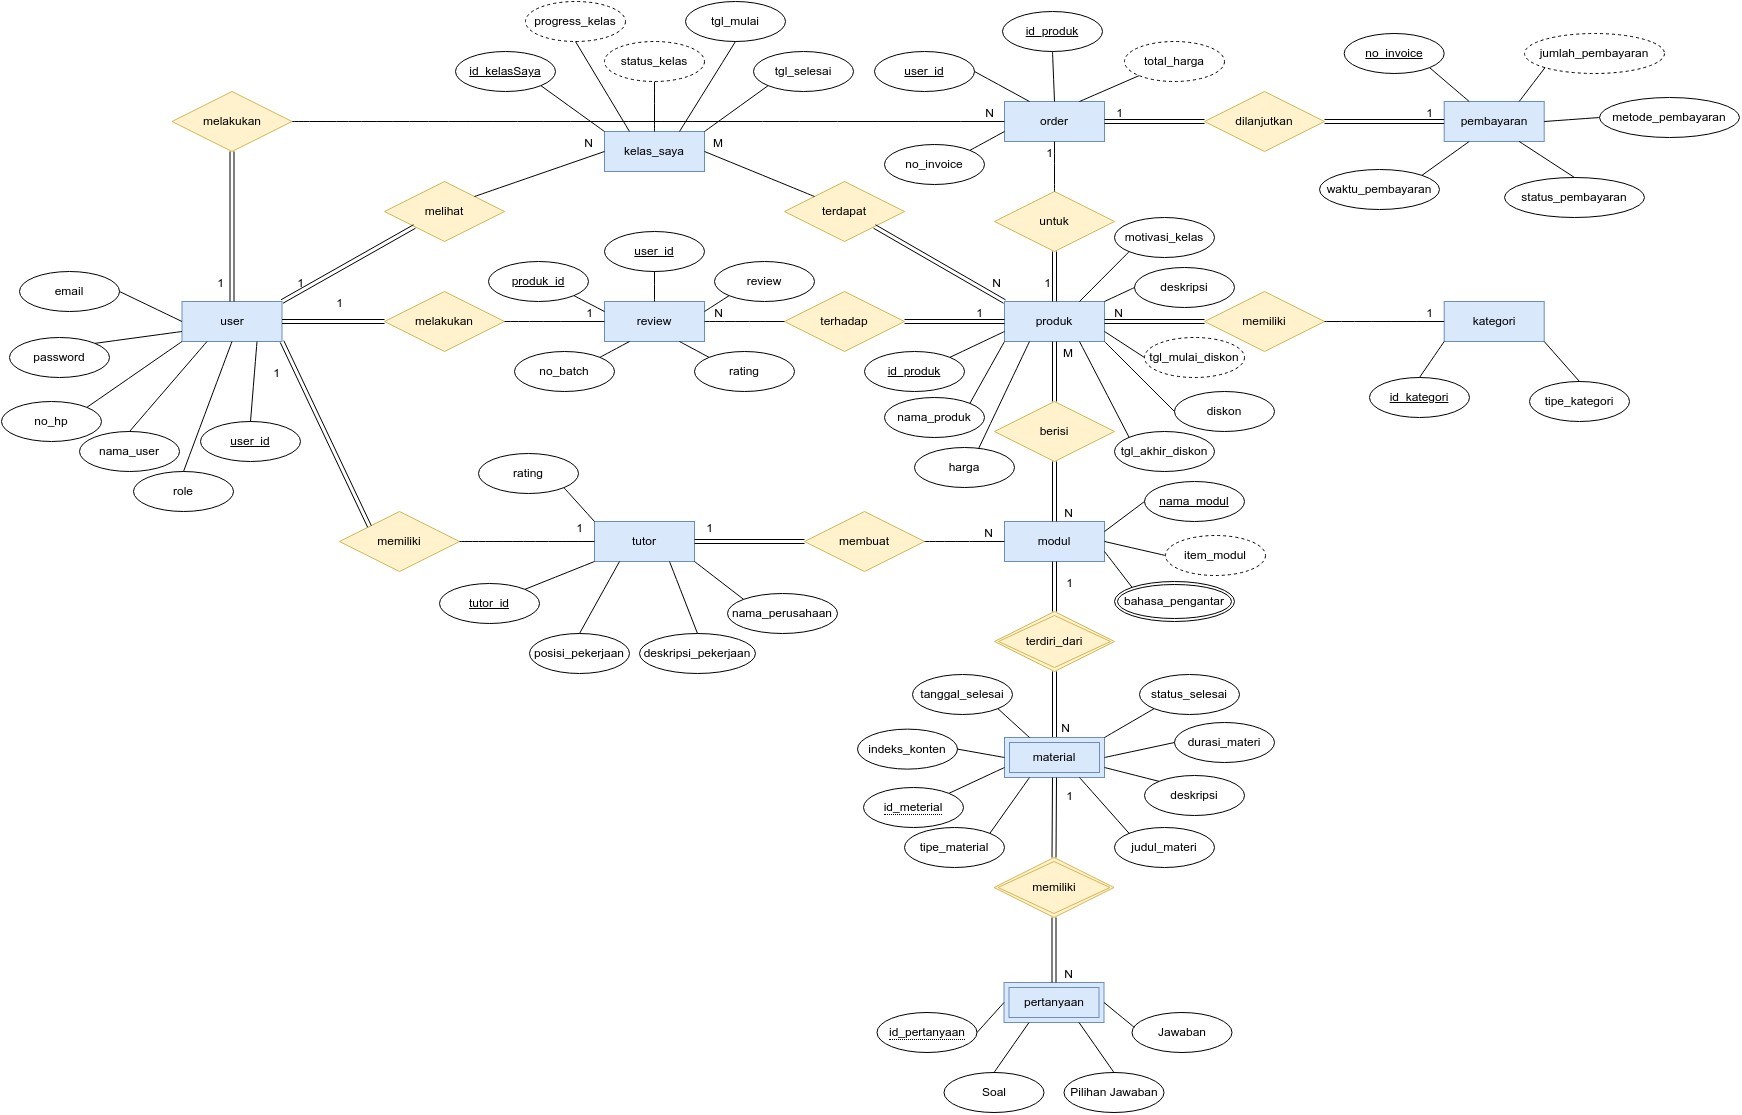 progress_kelas
tgl_mulai
id_produk
status_kelas
total_harga
no_invoice
jumlah_pembayaran
id_kelasSaya
tgl_selesai
user_id
melakukan
N
order
1
dilanjutkan
1
pembayaran
metode_pembayaran
N
kelas_saya
M
no_invoice
1
waktu_pembayaran
status_pembayaran
melihat
terdapat
untuk
motivasi_kelas
user_id
email
1
1
produk_id
review
N
1
deskripsi
1
user
melakukan
1
review
N
terhadap
1
produk
N
memiliki
1
kategori
password
1
no_batch
rating
id_produk
M
tgl_mulai_diskon
id_kategori
tipe_kategori
no_hp
nama_user
user_id
nama_produk
diskon
berisi
tgl_akhir_diskon
role
rating
harga
nama_modul
memiliki
1
tutor
1
membuat
N
N
modul
item_modul
tutor_id
nama_perusahaan
1
bahasa_pengantar
posisi_pekerjaan
deskripsi_pekerjaan
terdiri_dari
tanggal_selesai
status_selesai
N
indeks_konten
material
durasi_materi
id_meterial
1
deskripsi
tipe_material
judul_materi
memiliki
N
pertanyaan
id_pertanyaan
Jawaban
Soal
Pilihan Jawaban